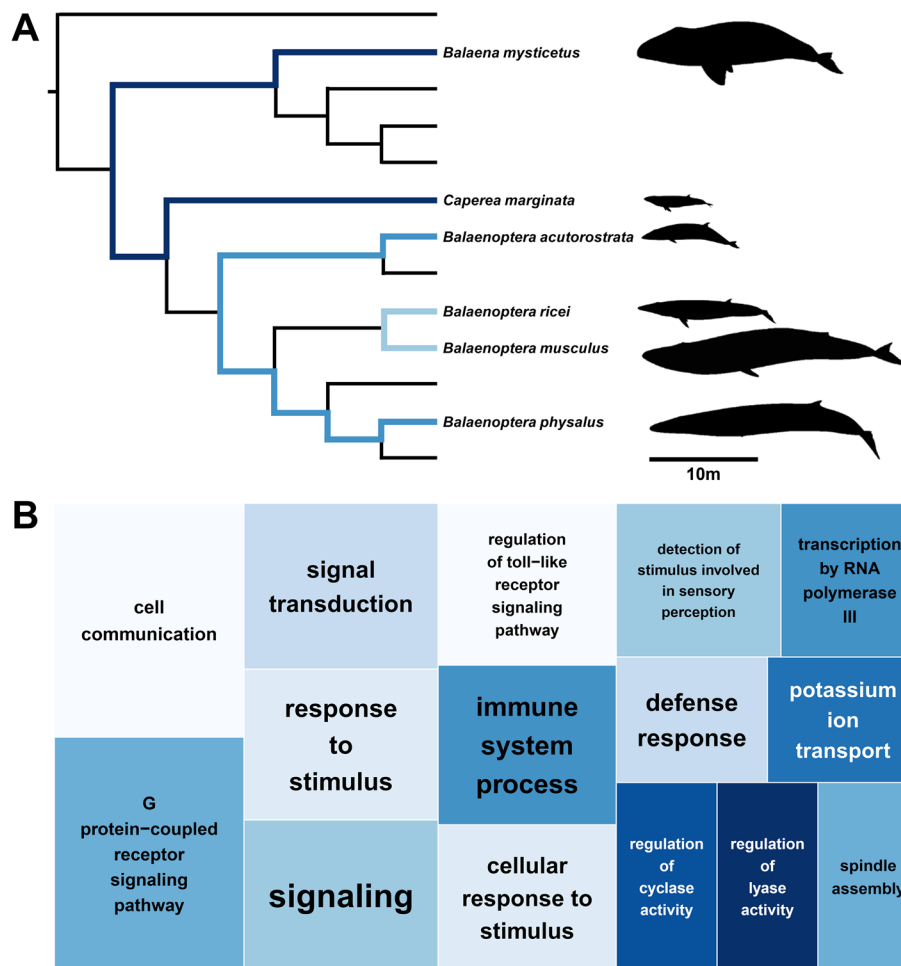 A
Balaena mysticetus
Caperea marginata
Balaenoptera acutorostrata
Balaenoptera ricei
Balaenoptera musculus
Balaenoptera physalus
10m
B
cell
communication
G
protein−coupled
receptor
signaling
pathway
signal
transduction
response
to
stimulus
signaling
regulation
of toll−like
receptor
signaling
pathway
immune
system
process
cellular
response to
stimulus
detection of
stimulus involved
in sensory
perception
transcription
by RNA
polymerase
III
defense
response
potassium
ion
transport
regulation
of
cyclase
activity
regulation
of
lyase
activity
spindle
assembly